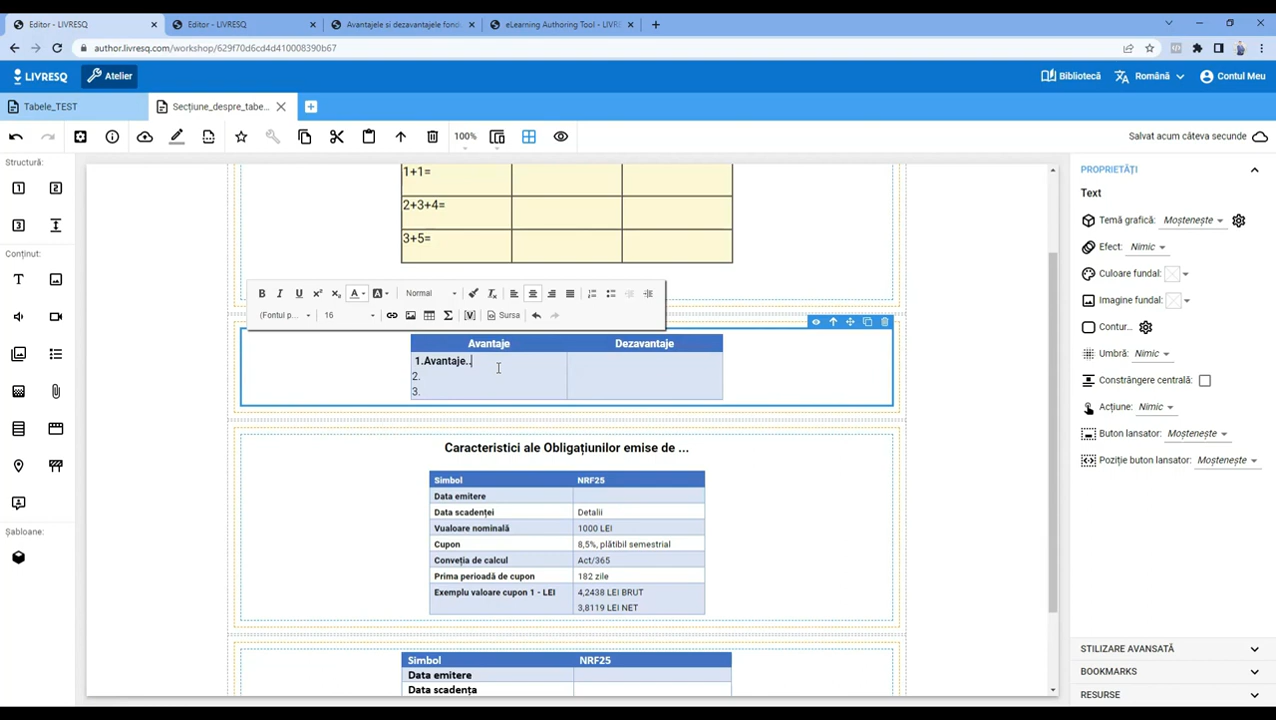 Editor - LIVRESQ
Editor - LIVRESQ
Avantajele si dezavantajele fond
eLearning Authoring Tool - LIVR
author.livresq.com/workshop/629f70d6cd4d410008390b67
LIVRESQ
Atelier
Bibliotecă
Română
Contul Meu
Tabele_TEST
Secțiune_despre_tabe...
100%
Salvat acum câteva secunde
Structură:
1
2
3
Conținut:
Șabloane:
1+1=
2+3+4=
3+5=
Normal
(Fontul p...
16
Sursa
Avantaje
Dezavantaje
1.Avantaje..
2.
3.
Caracteristici ale Obligațiunilor emise de ...
Simbol NRF25
Data emitere
Data scadenței Detalii
Vualoare nominală 1000 LEI
Cupon 8,5%, plătibil semestrial
Conveția de calcul Act/365
Prima perioadă de cupon 182 zile
Exemplu valoare cupon 1 - LEI 4,2438 LEI BRUT
3,8119 LEI NET
Simbol NRF25
Data emitere
Data scadența
PROPRIETĂȚI
Text
Temă grafică: Moștenește
Efect: Nimic
Culoare fundal:
Imagine fundal:
Contur...
Umbră: Nimic
Constrângere centrală:
Acțiune: Nimic
Buton lansator: Moștenește
Poziție buton lansator: Moștenește
STILIZARE AVANSATĂ
BOOKMARKS
RESURSE